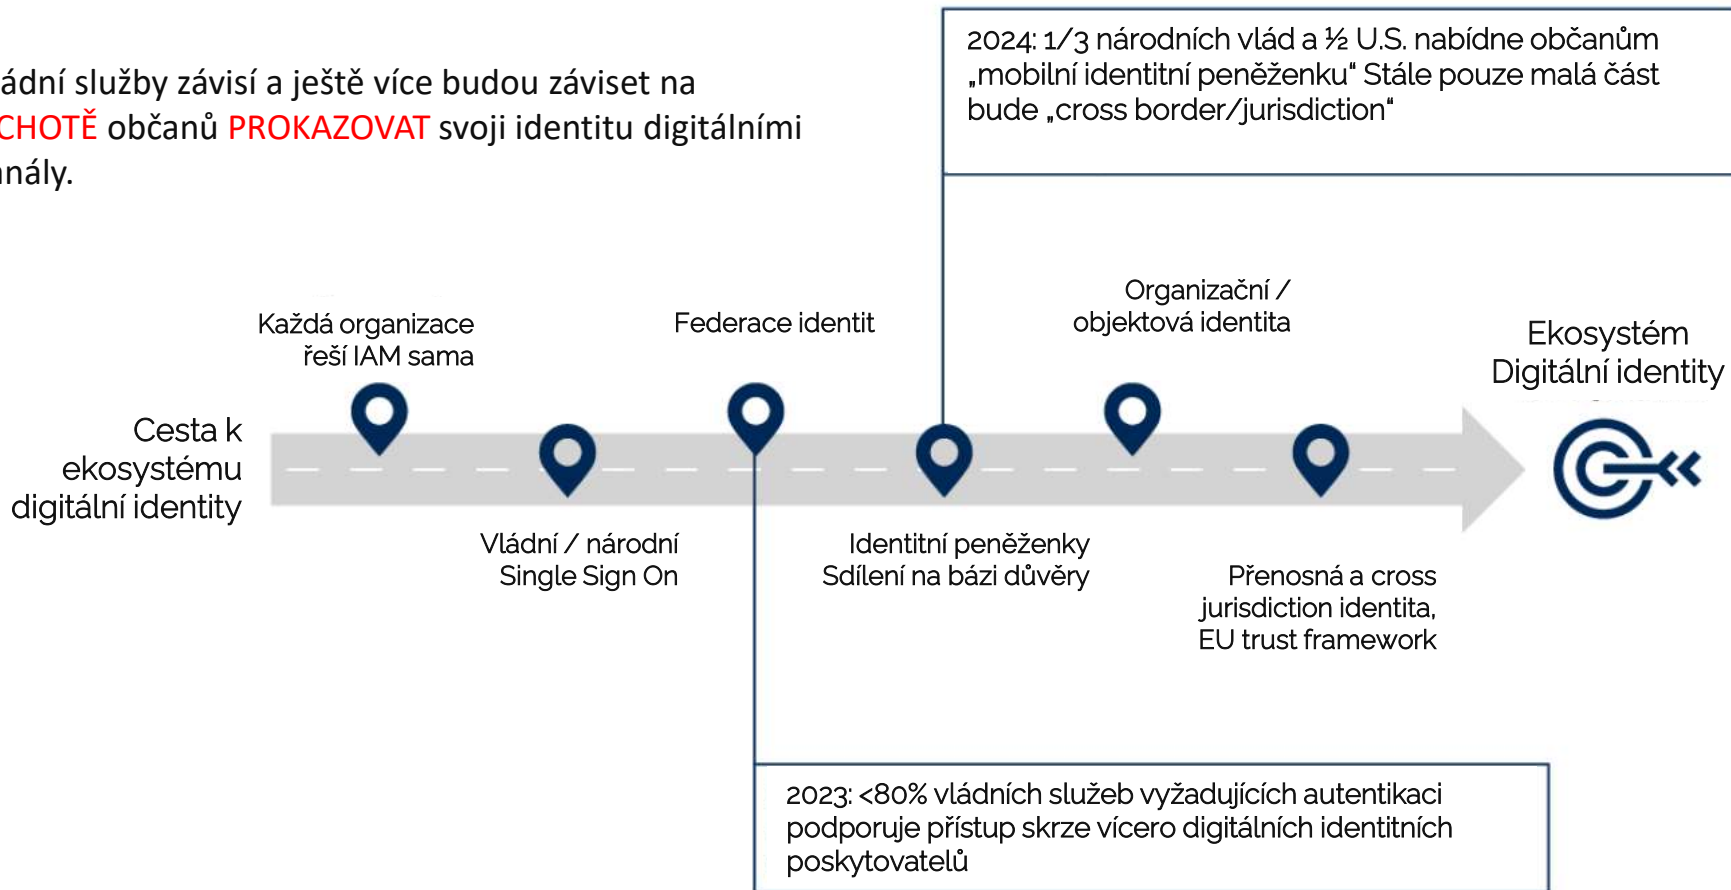 2024: 1/3 národních vlád a ½ U.S. nabídne občanům
„mobilní identitní peněženku“ Stále pouze malá část
bude „cross border/jurisdiction“
ádní služby závisí a ještě více budou záviset na
CHOTĚ občanů PROKAZOVAT svoji identitu digitálními
nály.
Každá organizace
řeší IAM sama
Federace identit
Organizační /
objektová identita
Ekosystém
Digitální identity
Cesta k
ekosystému
digitální identity
Vládní / národní
Single Sign On
Identitní peněženky
Sdílení na bázi důvěry
Přenosná a cross
jurisdiction identita,
EU trust framework
2023: <80% vládních služeb vyžadujících autentikaci
podporuje přístup skrze vícero digitálních identitních
poskytovatelů